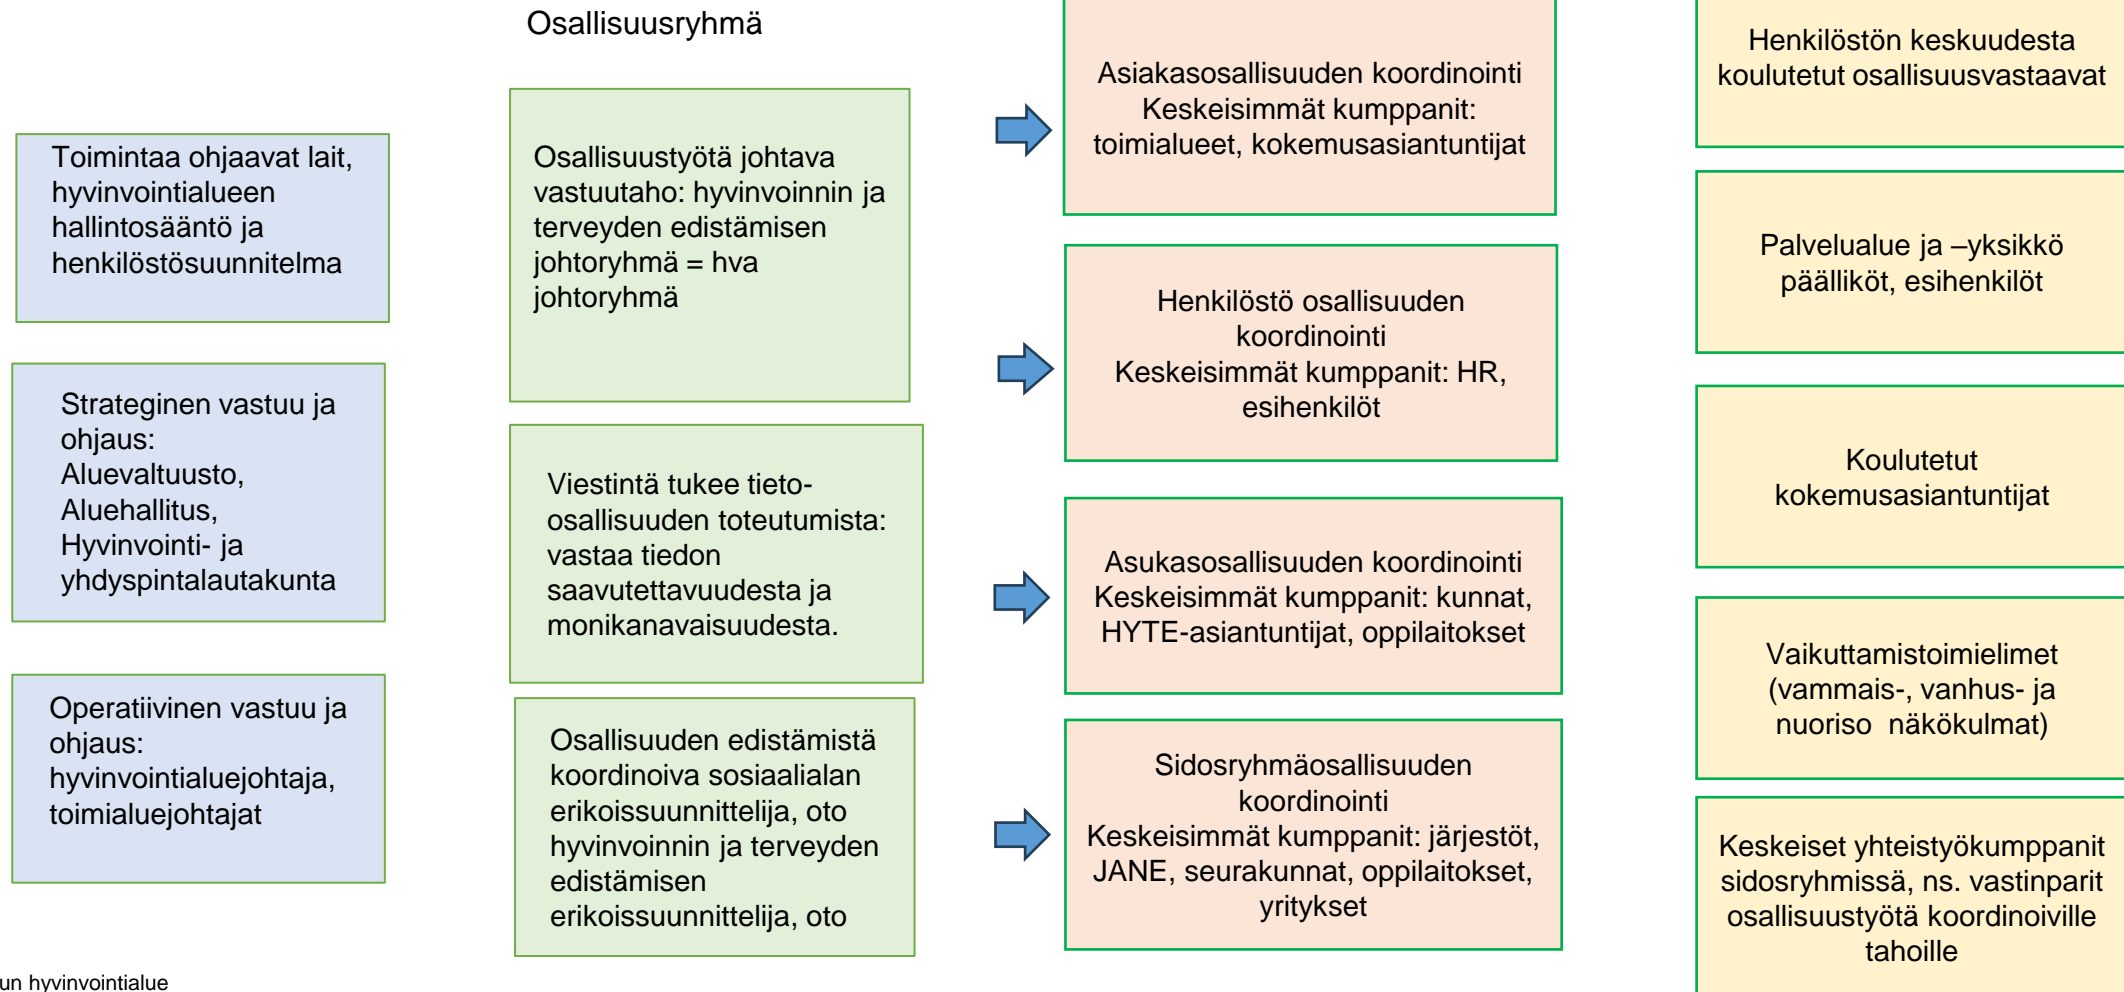 Osallisuusryhmä
Toimintaa ohjaavat lait,
hyvinvointialueen
hallintosääntö ja
henkilöstösuunnitelma
Strateginen vastuu ja
ohjaus:
Aluevaltuusto,
Aluehallitus,
Hyvinvointi- ja
yhdyspintalautakunta
Operatiivinen vastuu ja
ohjaus:
hyvinvointialuejohtaja,
toimialuejohtajat
Osallisuustyötä johtava
vastuutaho: hyvinvoinnin ja
terveyden edistämisen
johtoryhmä = hva
johtoryhmä
Viestintä tukee tieto-
osallisuuden toteutumista:
vastaa tiedon
saavutettavuudesta ja
monikanavaisuudesta.
Osallisuuden edistämistä
koordinoiva sosiaalialan
erikoissuunnittelija, oto
hyvinvoinnin ja terveyden
edistämisen
erikoissuunnittelija, oto
Asiakasosallisuuden koordinointi
Keskeisimmät kumppanit:
toimialueet, kokemusasiantuntijat
Henkilöstö osallisuuden
koordinointi
Keskeisimmät kumppanit: HR,
esihenkilöt
Asukasosallisuuden koordinointi
Keskeisimmät kumppanit: kunnat,
HYTE-asiantuntijat, oppilaitokset
Sidosryhmäosallisuuden
koordinointi
Keskeisimmät kumppanit: järjestöt,
JANE, seurakunnat, oppilaitokset,
yritykset
Henkilöstön keskuudesta
koulutetut osallisuusvastaavat
Palvelualue ja –yksikkö
päälliköt, esihenkilöt
Koulutetut
kokemusasiantuntijat
Vaikuttamistoimielimet
(vammais-, vanhus- ja
nuoriso  näkökulmat)
Keskeiset yhteistyökumppanit
sidosryhmissä, ns. vastinparit
osallisuustyötä koordinoiville
tahoille
un hyvinvointialue